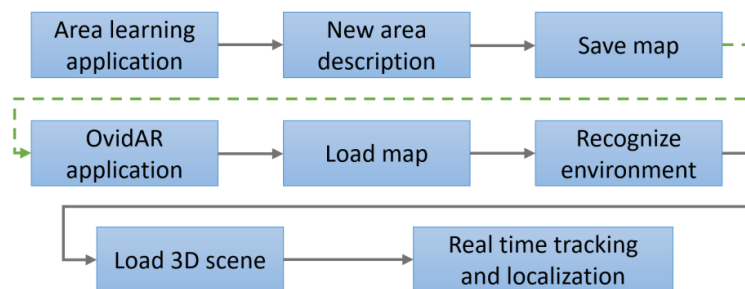 Area learning
application
New area
description
Save map
OvidAR
application
Load map
Recognize
environment
Load 3D scene
Real time tracking
and localization